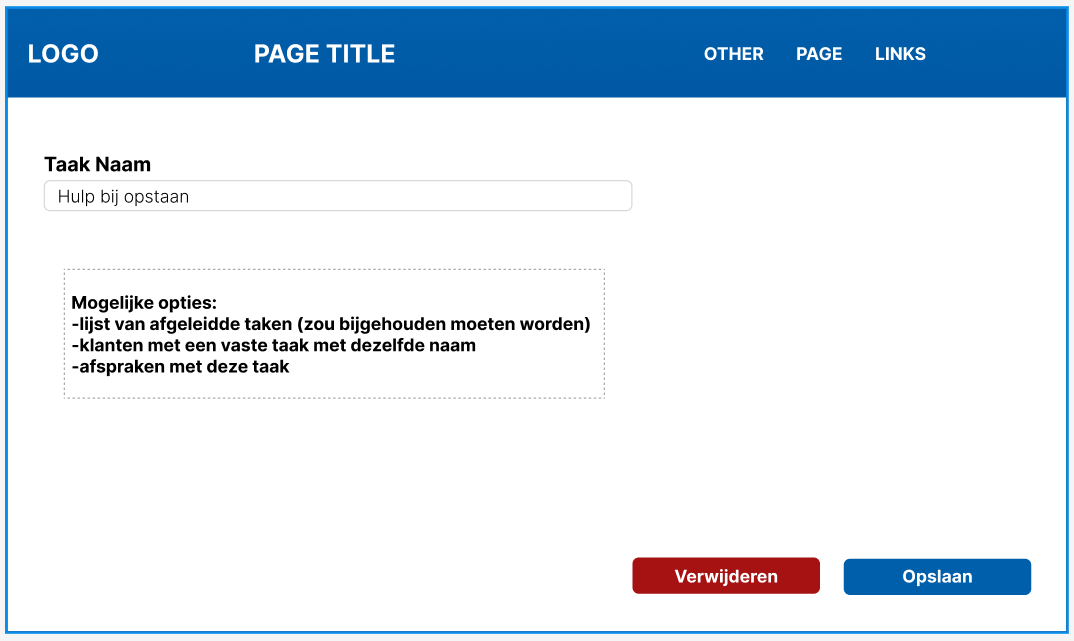 LOGO
PAGE TITLE
OTHER
PAGE
LINKS
Taak Naam
Hulp bij opstaan
Mogelijke opties:
-lijst van afgeleidde taken (zou bijgehouden moeten worden)
-klanten met een vaste taak met dezelfde naam
-afspraken met deze taak
Verwijderen
Opslaan